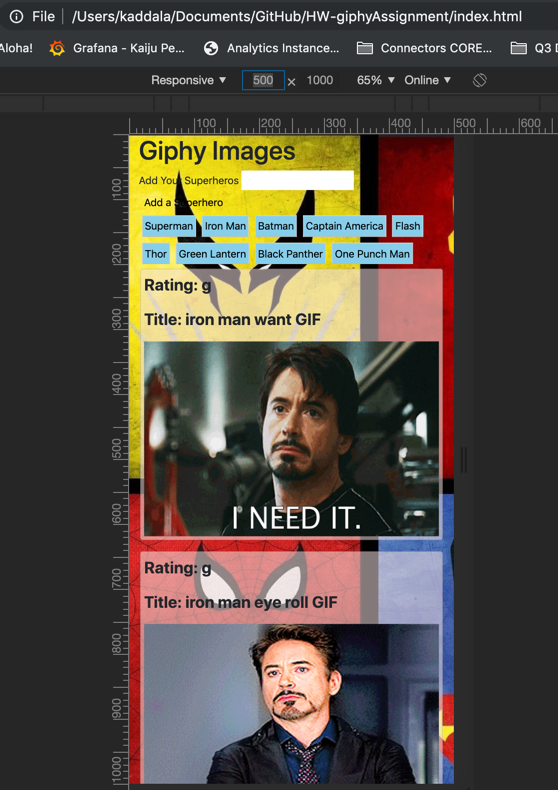 File | /Users/kaddala/Documents/GitHub/HW-giphyAssignment/index.html
Aloha! Grafana - Kaiju Pe... Analytics Instance... Connectors CORE... Q3 D
Responsive ▼ 500 × 1000 65% ▼ Online ▼
100 200 300 400 500 600
100
200
300
400
500
600
700
800
900
1000
Giphy Images
Add Your Superheros
Add a Superhero
Superman Iron Man Batman Captain America Flash
Thor Green Lantern Black Panther One Punch Man
Rating: g
Title: iron man want GIF
I NEED IT.
Rating: g
Title: iron man eye roll GIF